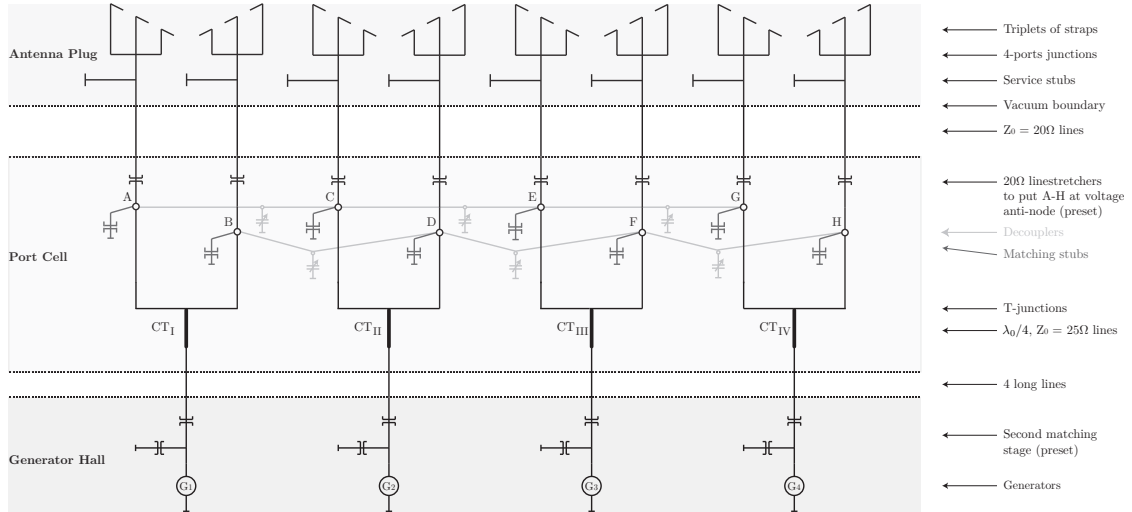 Antenna Plug
Triplets of straps
4-ports junctions
Service stubs
Vacuum boundary
Z₀ = 20Ω lines
A
C
E
G
20Ω linestretchers
to put A-H at voltage
anti-node (preset)
B
D
F
H
Decouplers
Port Cell
Matching stubs
T-junctions
CT_I
CT_II
CT_III
CT_IV
λ₀/4, Z₀ = 25Ω lines
4 long lines
Second matching
stage (preset)
Generator Hall
G₁
G₂
G₃
G₄
Generators